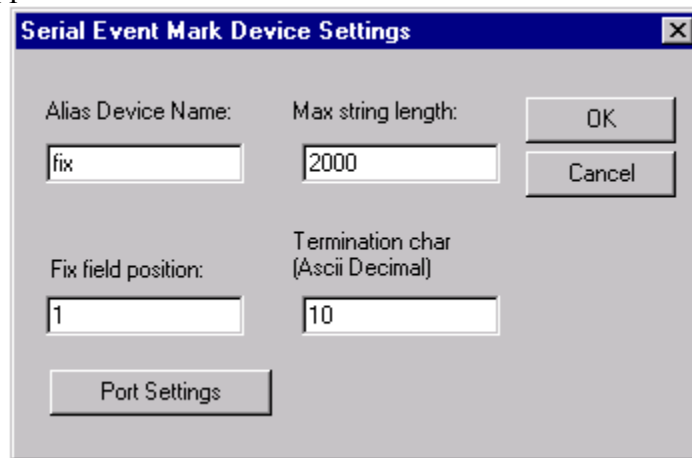 Serial Event Mark Device Settings
Alias Device Name:
Max string length:
OK
fix
2000
Cancel
Fix field position:
Termination char
(Ascii Decimal)
1
10
Port Settings